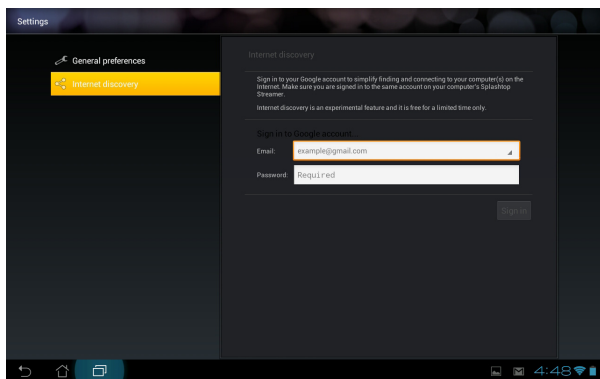 Settings
General preferences
Internet discovery
Internet discovery
Sign in to your Google account to simplify finding and connecting to your computer(s) on the
Internet. Make sure you are signed in to the same account on your computer's Splashtop
Streamer.
Internet discovery is an experimental feature and it is free for a limited time only.
Sign in to Google account...
Email: example@gmail.com
Password: Required
Sign in
4:48